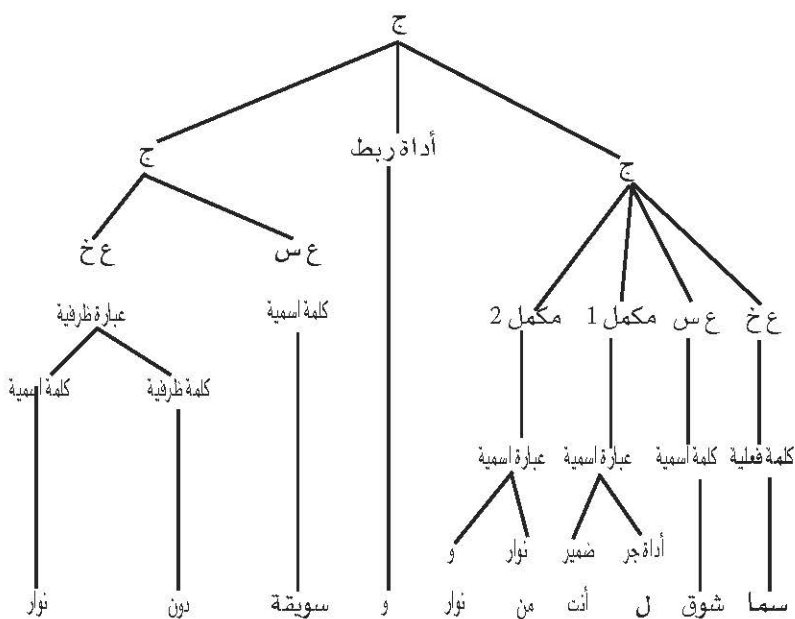 ج
ج أداة ربط ج
ع خ ع س مكمل 1 مكمل 2
ع س ع خ
كلمة اسمية عبارة ظرفية
كلمة ظرفية كلمة اسمية
كلمة فعلية كلمة اسمية عبارة اسمية عبارة اسمية
أداة جر ضمير نوار و
سما شوق ل أنت من نوار و سويقة دون نوار